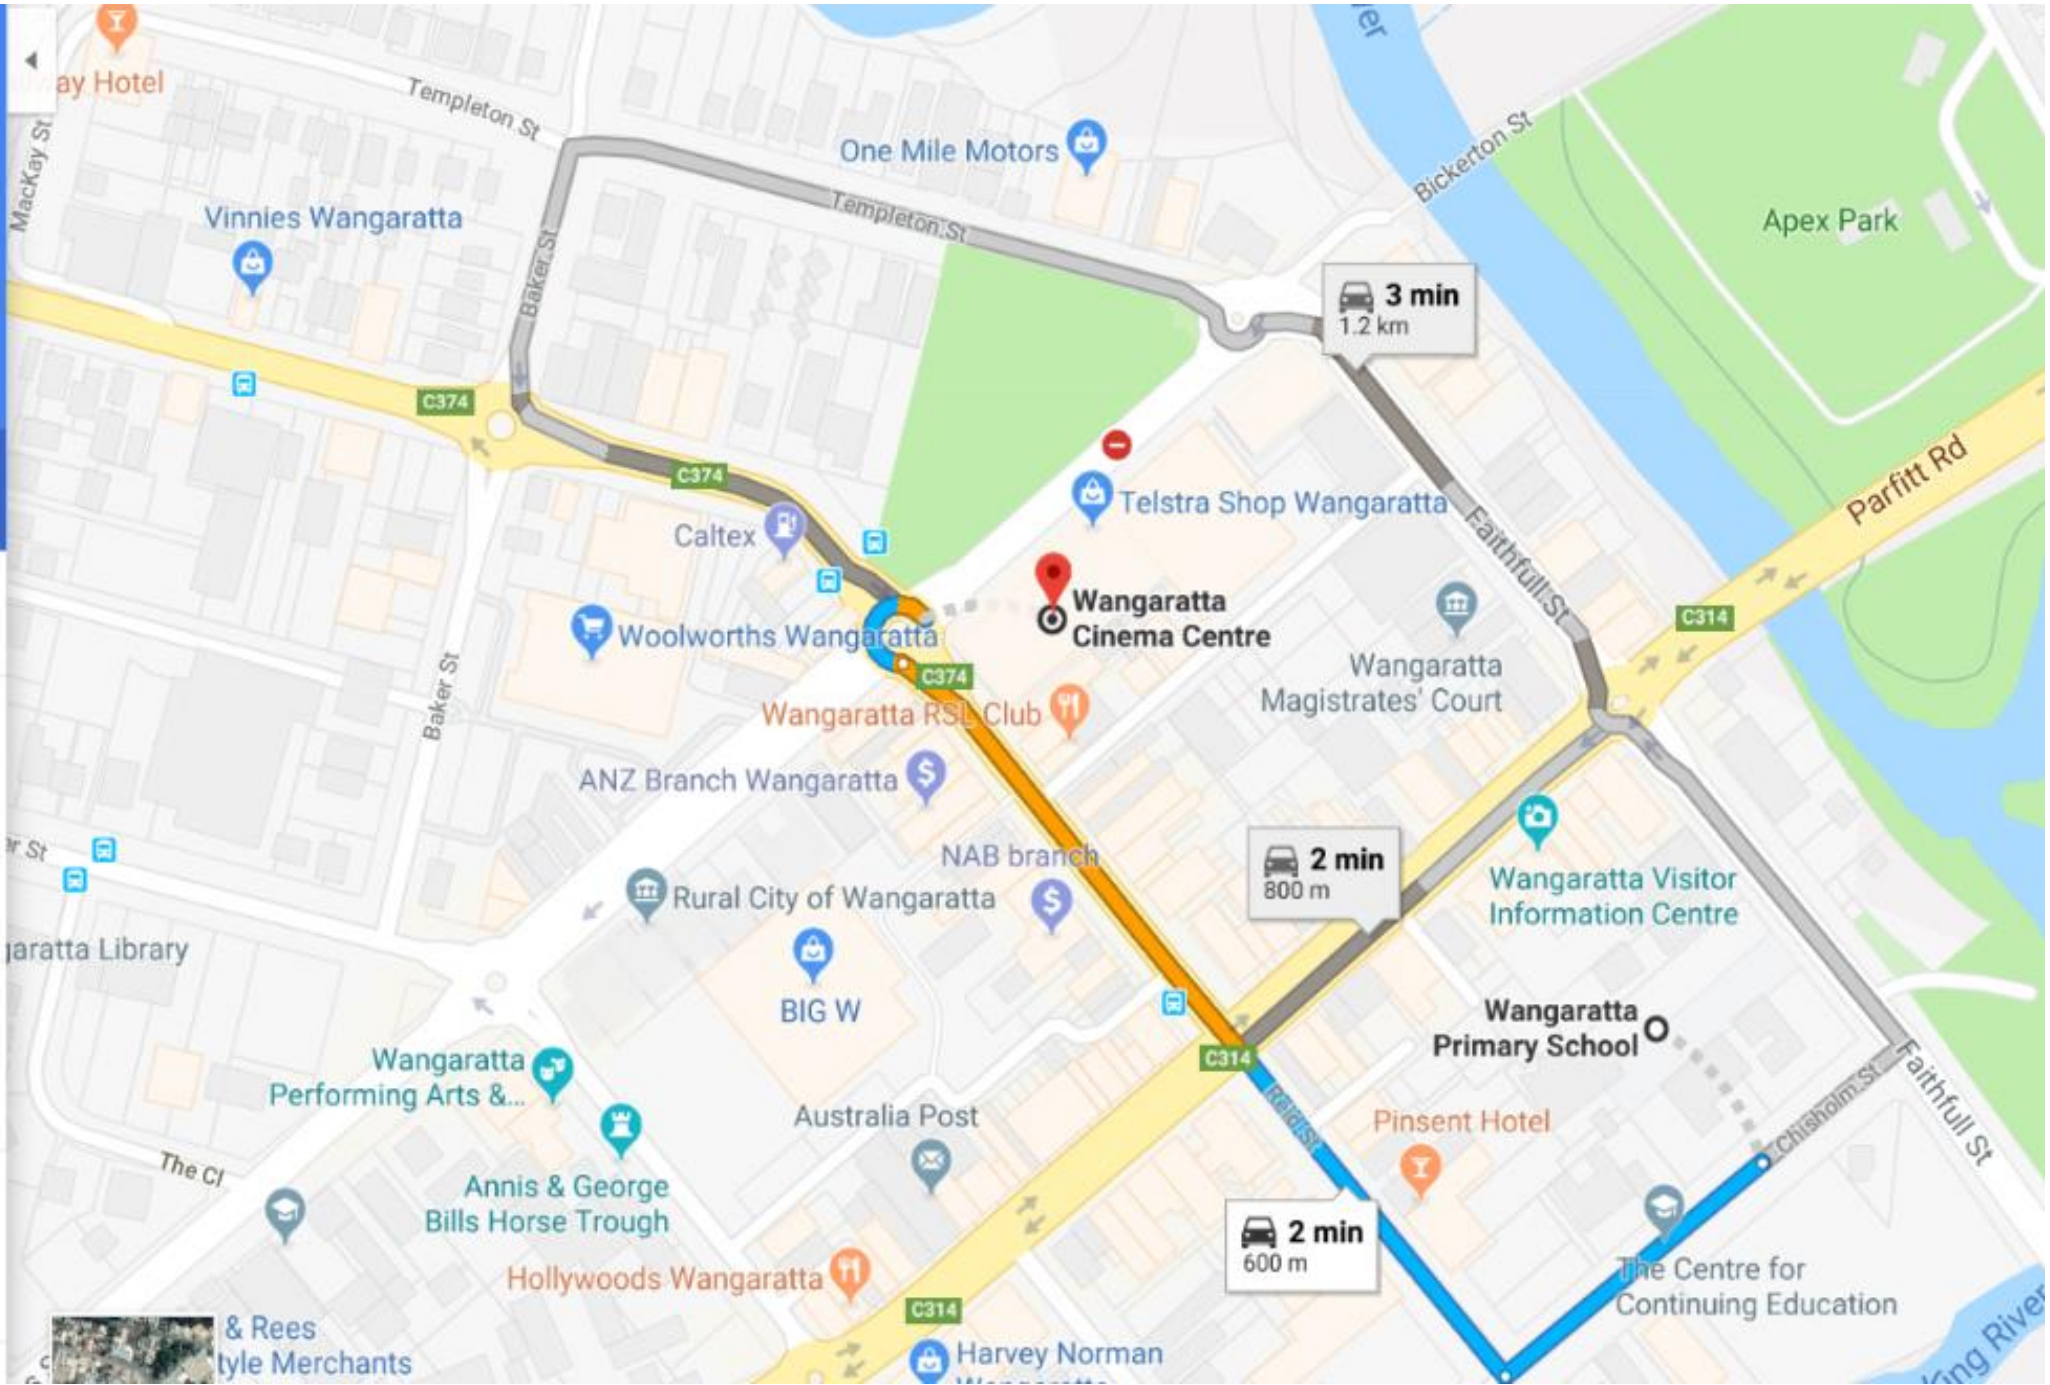 ay Hotel
Templeton St
MacKay St
One Mile Motors
Bickerton St
Vinnies Wangaratta
Templeton St
Apex Park
Baker St
3 min
1.2 km
C374
C374
Parfitt Rd
Telstra Shop Wangaratta
Caltex
Faithfull St
Wangaratta
Cinema Centre
C314
Woolworths Wangaratta
C374
Wangaratta
Magistrates' Court
Baker St
Wangaratta RSL Club
ANZ Branch Wangaratta
NAB branch
2 min
800 m
Wangaratta Visitor
Information Centre
er St
Rural City of Wangaratta
garatta Library
BIG W
Wangaratta
Primary School
C314
Wangaratta
Performing Arts &...
Reid St
Chisholm St
Faithfull St
Australia Post
Pinsent Hotel
The Cl
Annis & George
Bills Horse Trough
2 min
600 m
Hollywoods Wangaratta
The Centre for
Continuing Education
C314
& Rees
tyle Merchants
Harvey Norman
King River